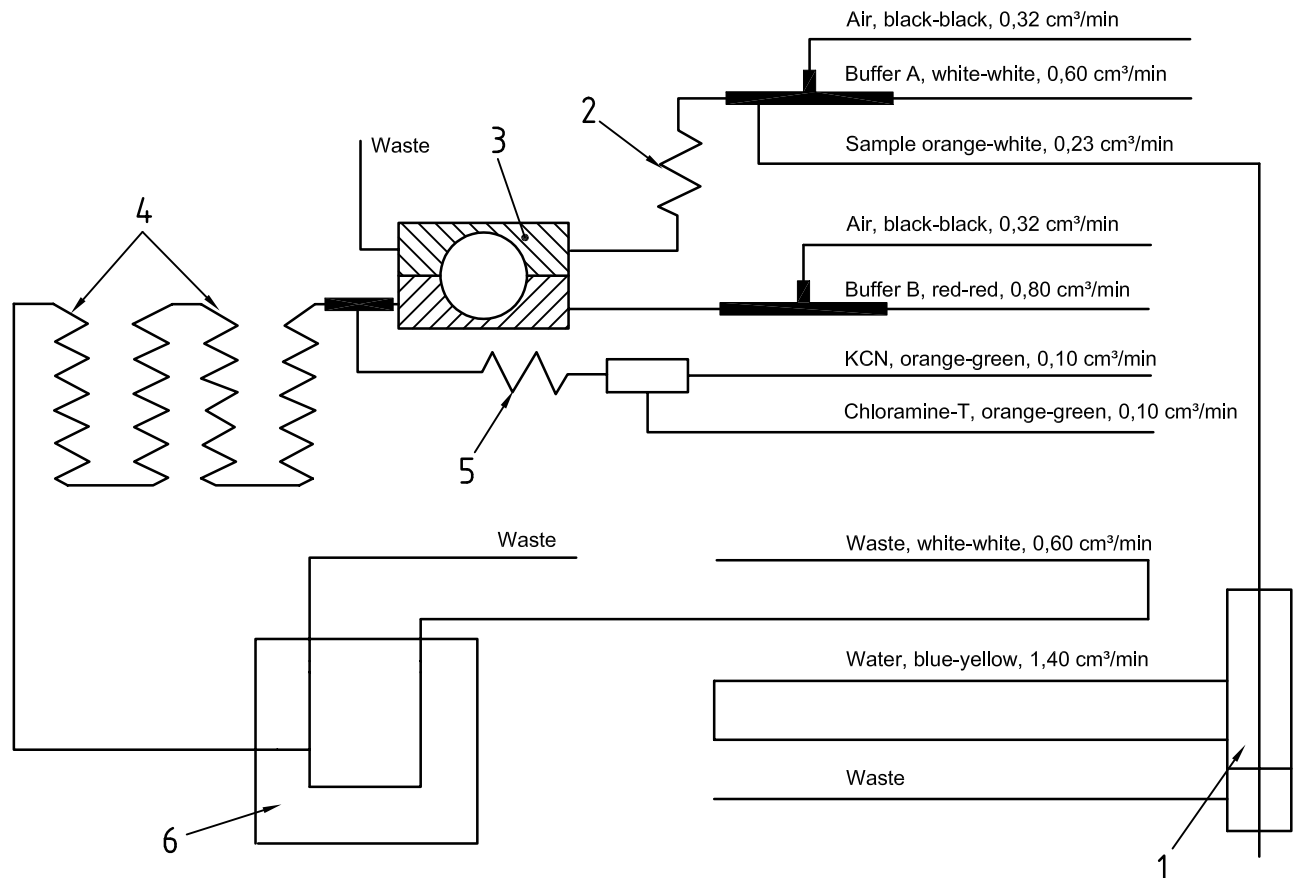 Air, black-black, 0,32 cm³/min
Buffer A, white-white, 0,60 cm³/min
2
Waste
3
Sample orange-white, 0,23 cm³/min
4
Air, black-black, 0,32 cm³/min
Buffer B, red-red, 0,80 cm³/min
KCN, orange-green, 0,10 cm³/min
Chloramine-T, orange-green, 0,10 cm³/min
5
Waste
Waste, white-white, 0,60 cm³/min
Water, blue-yellow, 1,40 cm³/min
Waste
6
1